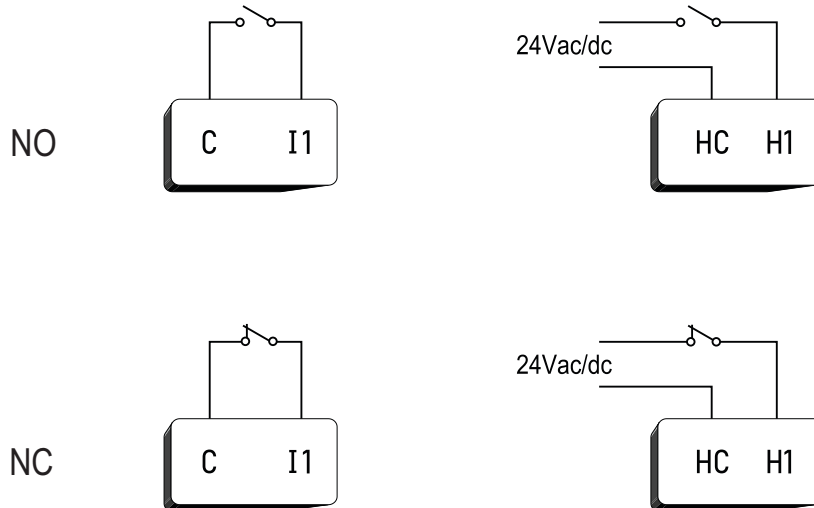 24Vac/dc
NO
C I1
HC H1
24Vac/dc
NC
C I1
HC H1